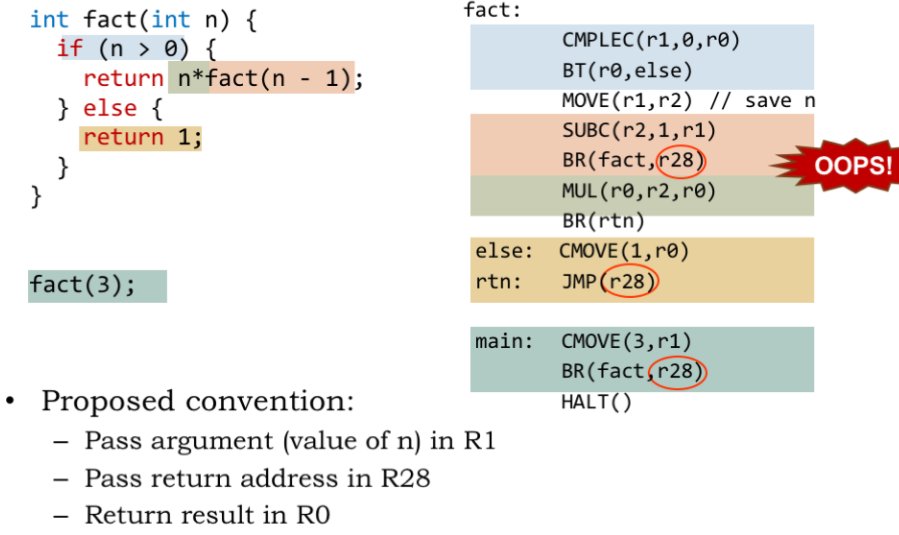 int fact(int n) {
  if (n > 0) {
    return n*fact(n - 1);
  } else {
    return 1;
  }
}
fact(3);
fact:
CMPLEC(r1,0,r0)
BT(r0,else)
MOVE(r1,r2) // save n
SUBC(r2,1,r1)
BR(fact,r28)
OOPS!
MUL(r0,r2,r0)
BR(rtn)
else: CMOVE(1,r0)
rtn: JMP(r28)
main: CMOVE(3,r1)
BR(fact,r28)
HALT()
• Proposed convention:
– Pass argument (value of n) in R1
– Pass return address in R28
– Return result in R0